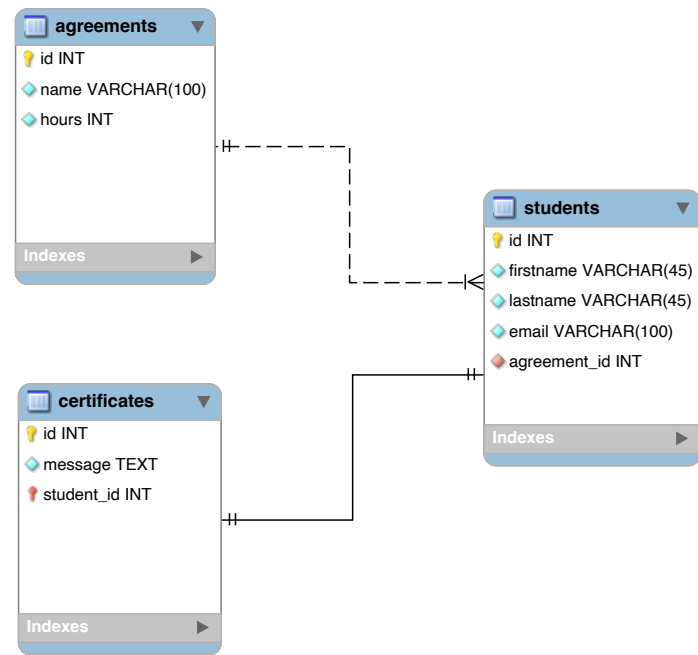 agreements
id INT
name VARCHAR(100)
hours INT
Indexes
students
id INT
firstname VARCHAR(45)
lastname VARCHAR(45)
email VARCHAR(100)
agreement_id INT
Indexes
certificates
id INT
message TEXT
student_id INT
Indexes